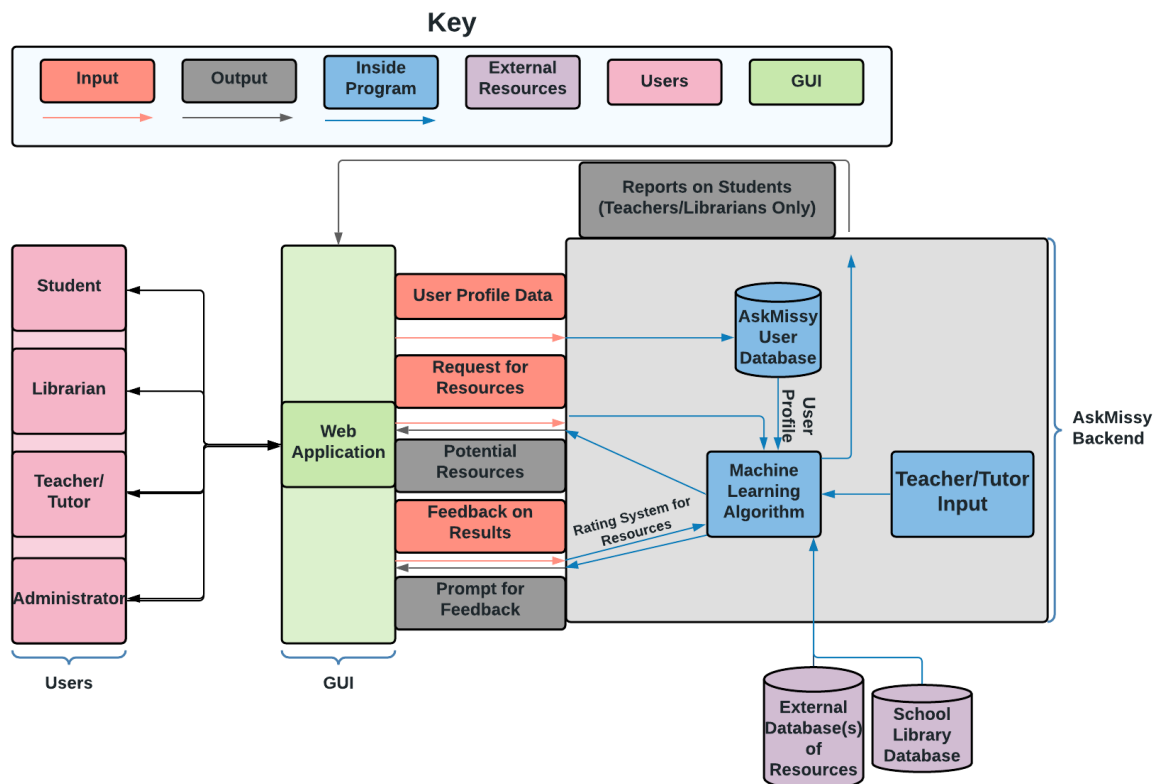 Key
Input
Output
Inside
Program
External
Resources
Users
GUI
Reports on Students
(Teachers/Librarians Only)
Student
Librarian
Teacher/
Tutor
Administrator
Users
Web
Application
GUI
User Profile Data
Request for
Resources
Potential
Resources
Feedback on
Results
Prompt for
Feedback
AskMissy
User
Database
User
Profile
Machine
Learning
Algorithm
Rating System for
Resources
Teacher/Tutor
Input
AskMissy
Backend
External
Database(s)
of
Resources
School
Library
Database